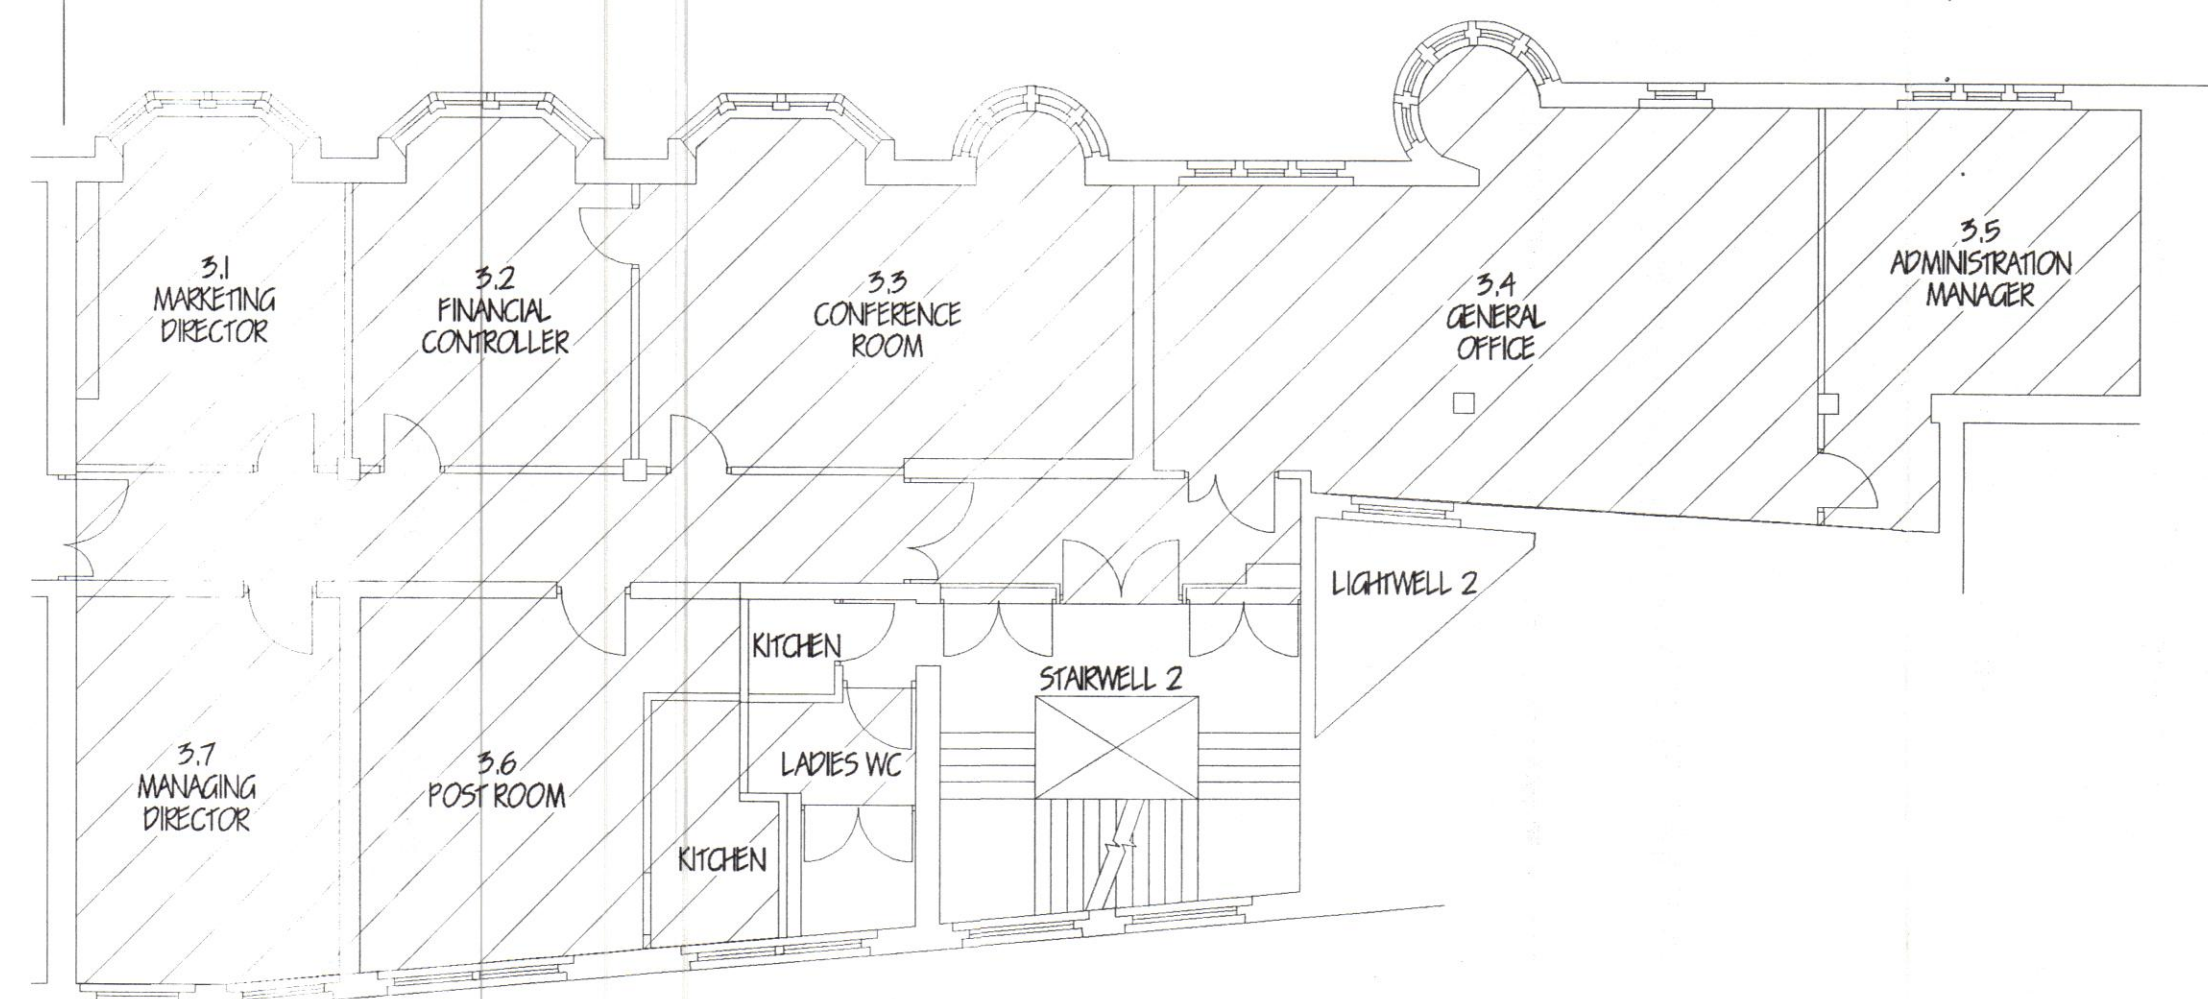 3.1
MARKETING
DIRECTOR
3.2
FINANCIAL
CONTROLLER
3.3
CONFERENCE
ROOM
3.4
GENERAL
OFFICE
3.5
ADMINISTRATION
MANAGER
LIGHTWELL 2
KITCHEN
STAIRWELL 2
3.7
MANAGING
DIRECTOR
3.6
POST ROOM
LADIES WC
KITCHEN